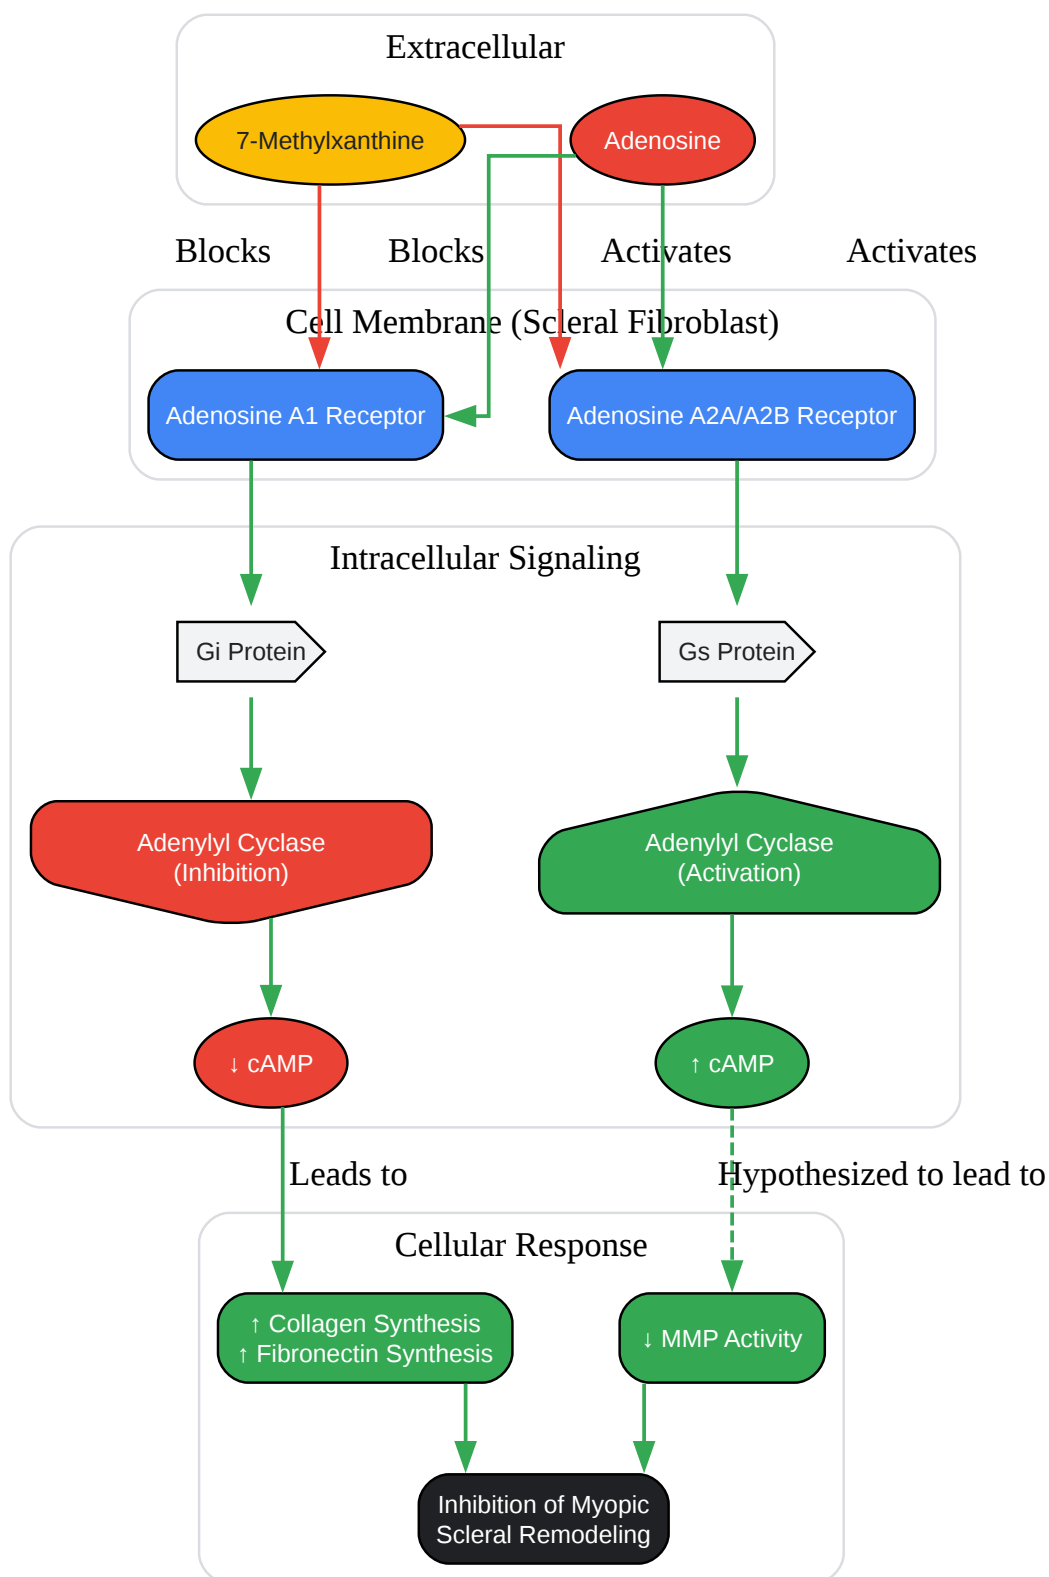 Extracellular
7-Methylxanthine
Adenosine
Blocks
Blocks
Activates
Activates
Cell Membrane (Scleral Fibroblast)
Adenosine A1 Receptor
Adenosine A2A/A2B Receptor
Intracellular Signaling
Gi Protein
Gs Protein
Adenylyl Cyclase
(Inhibition)
Adenylyl Cyclase
(Activation)
↓ cAMP
↑ cAMP
Leads to
Hypothesized to lead to
Cellular Response
↑ Collagen Synthesis
↑ Fibronectin Synthesis
↓ MMP Activity
Inhibition of Myopic
Scleral Remodeling